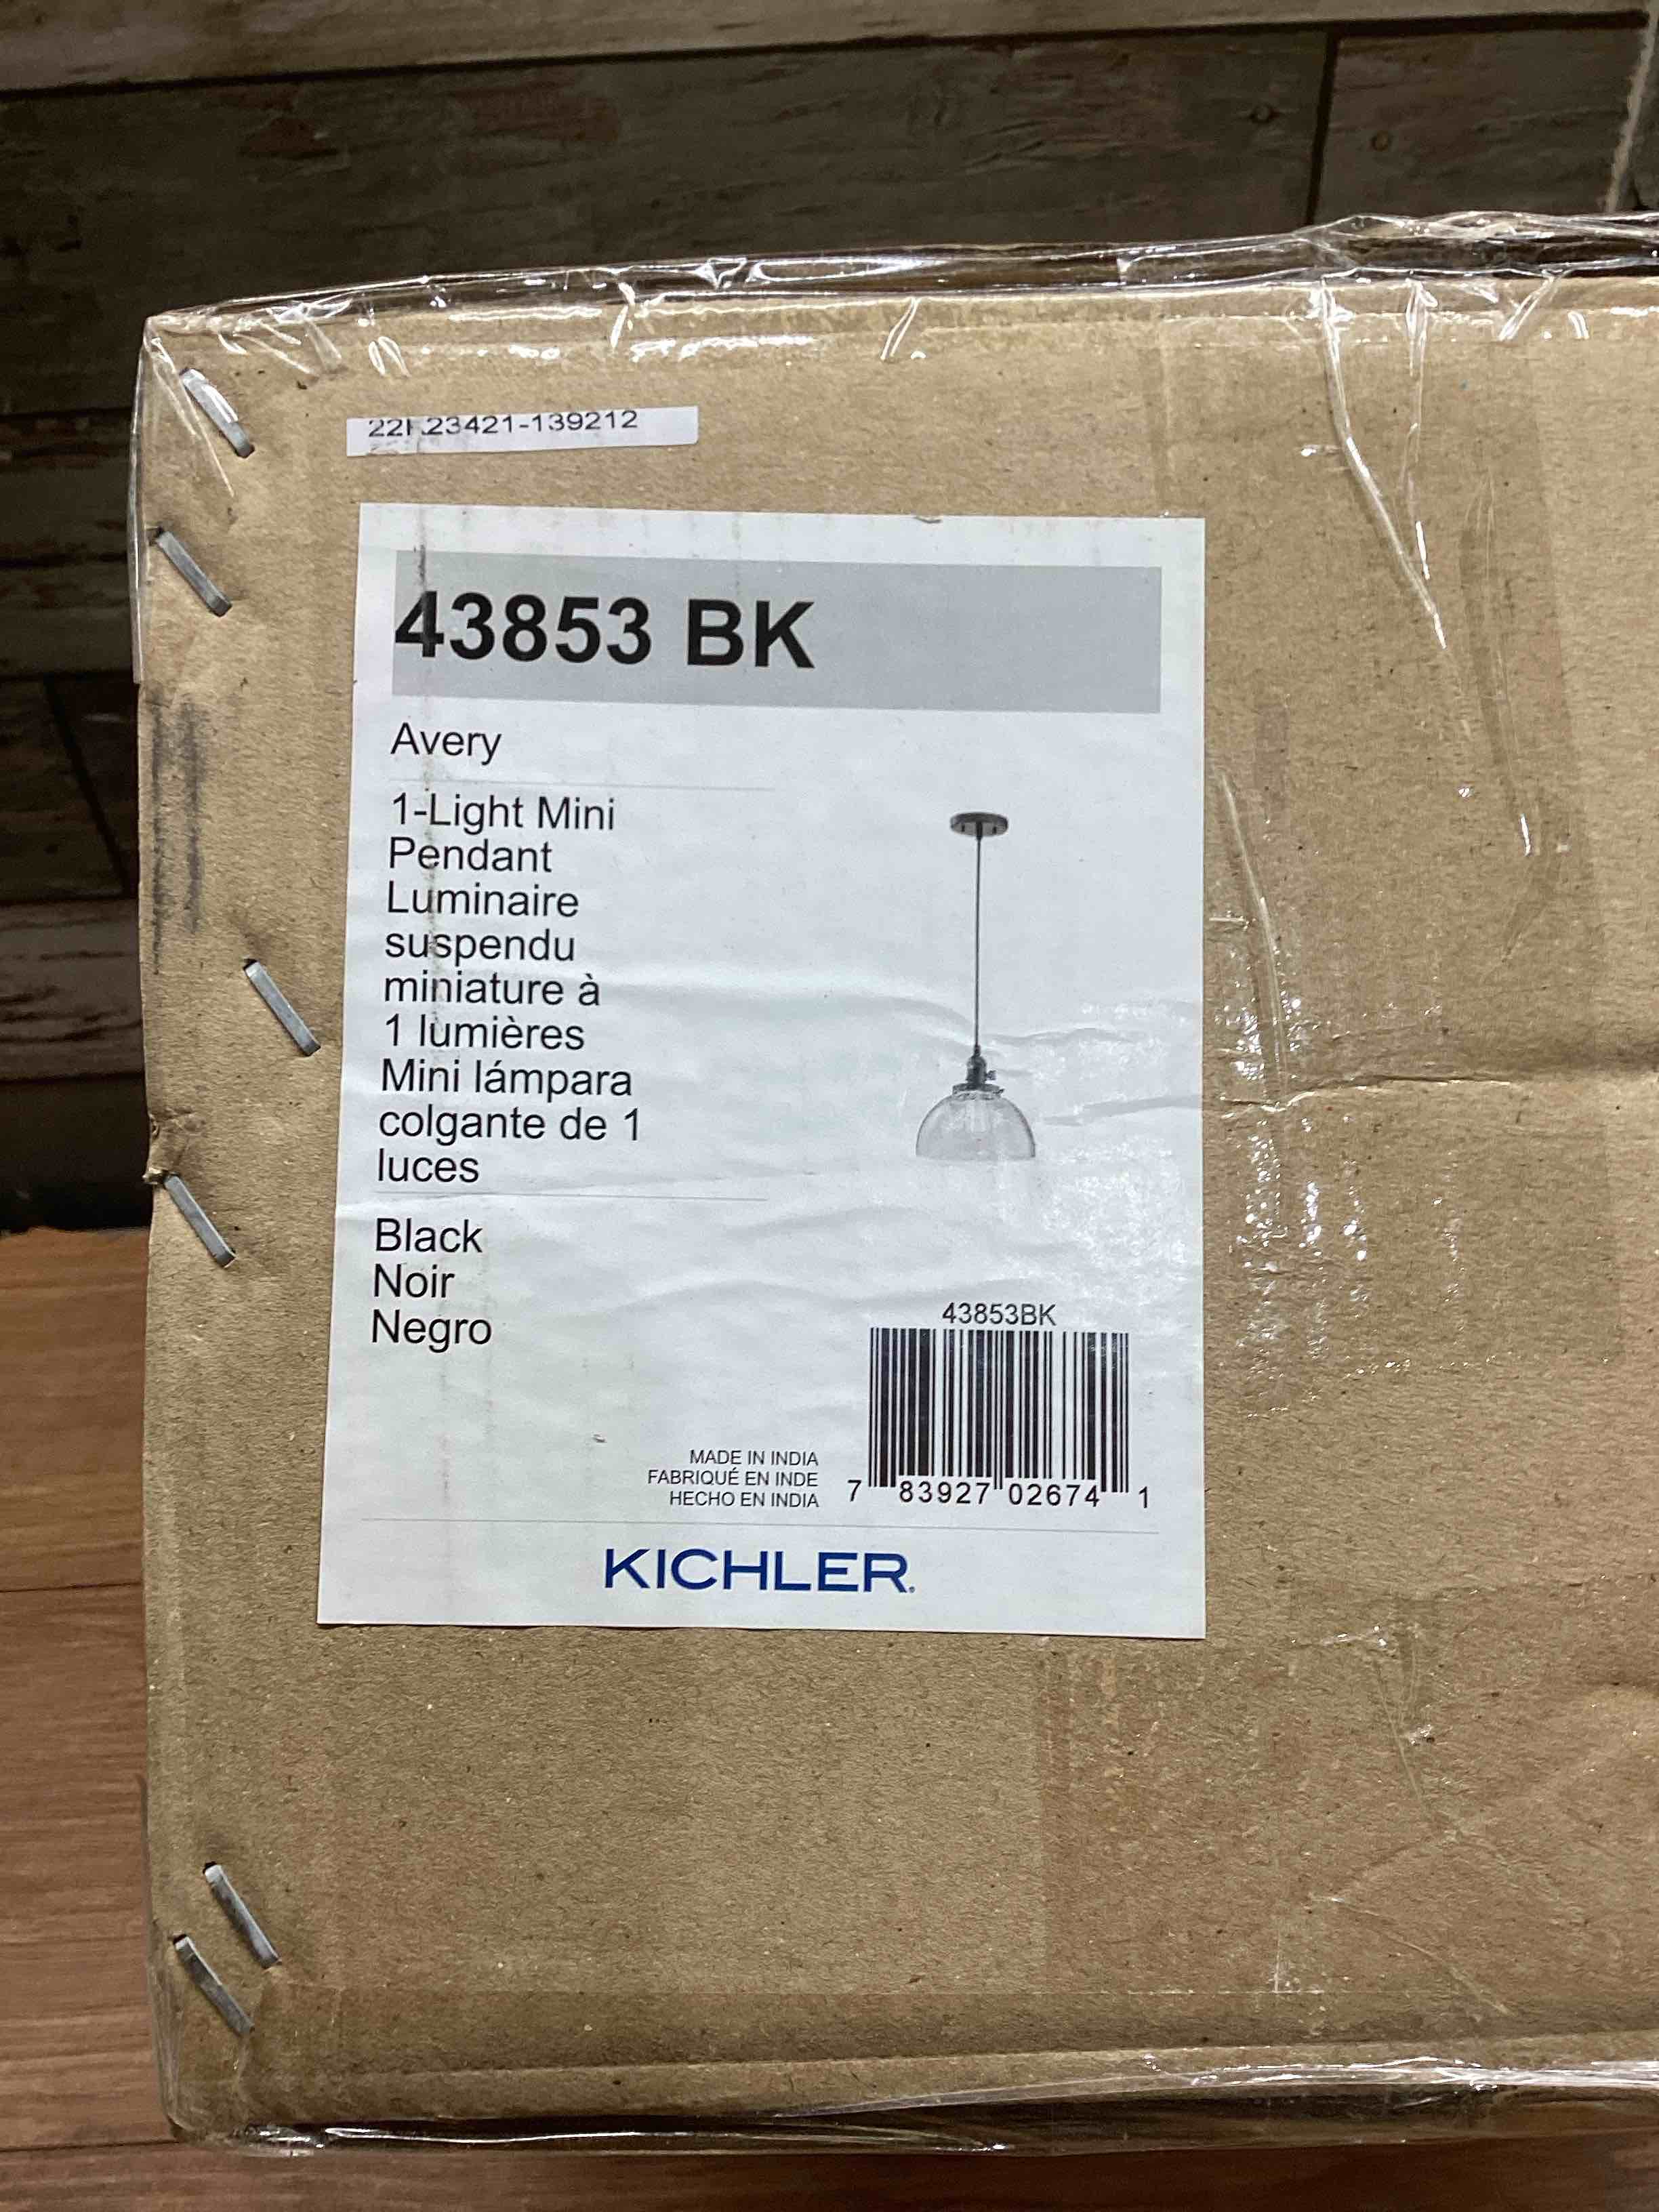 23421-139212
43853 BK
Avery
1-Light Mini
Pendant
Luminaire
suspendu
miniature à
1 lumières
Mini lámpara
colgante de 1
luces
Black
Noir
Negro
43853BK
MADE IN INDIA
FABRIQUÉ EN INDE
HECHO EN INDIA
7 83927 02674 1
KICHLER®